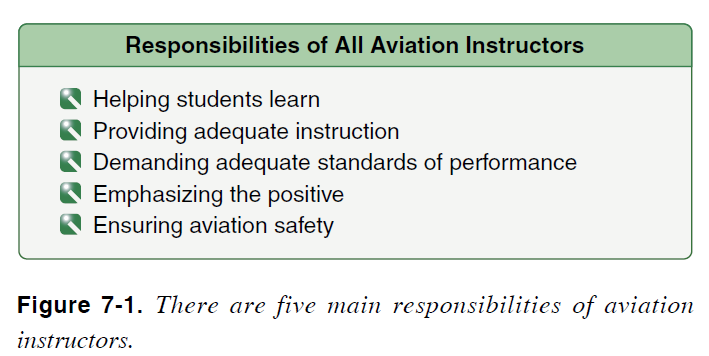 Responsibilities of All Aviation Instructors
Helping students learn
Providing adequate instruction
Demanding adequate standards of performance
Emphasizing the positive
Ensuring aviation safety
Figure 7-1. There are five main responsibilities of aviation
instructors.